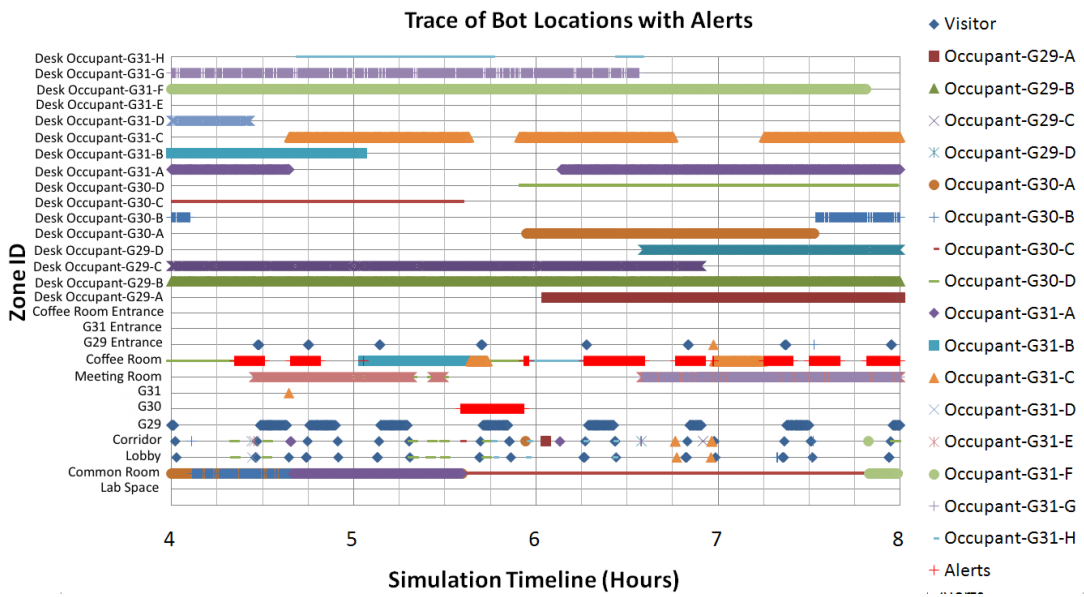 Trace of Bot Locations with Alerts
Zone ID
Desk Occupant-G31-H
Desk Occupant-G31-G
Desk Occupant-G31-F
Desk Occupant-G31-E
Desk Occupant-G31-D
Desk Occupant-G31-C
Desk Occupant-G31-B
Desk Occupant-G31-A
Desk Occupant-G30-D
Desk Occupant-G30-C
Desk Occupant-G30-B
Desk Occupant-G30-A
Desk Occupant-G29-D
Desk Occupant-G29-C
Desk Occupant-G29-B
Desk Occupant-G29-A
Coffee Room Entrance
G31 Entrance
G29 Entrance
Coffee Room
Meeting Room
G31
G30
G29
Corridor
Lobby
Common Room
Lab Space
4 5 6 7 8
Simulation Timeline (Hours)
Visitor
Occupant-G29-A
Occupant-G29-B
Occupant-G29-C
Occupant-G29-D
Occupant-G30-A
Occupant-G30-B
Occupant-G30-C
Occupant-G30-D
Occupant-G31-A
Occupant-G31-B
Occupant-G31-C
Occupant-G31-D
Occupant-G31-E
Occupant-G31-F
Occupant-G31-G
Occupant-G31-H
Alerts